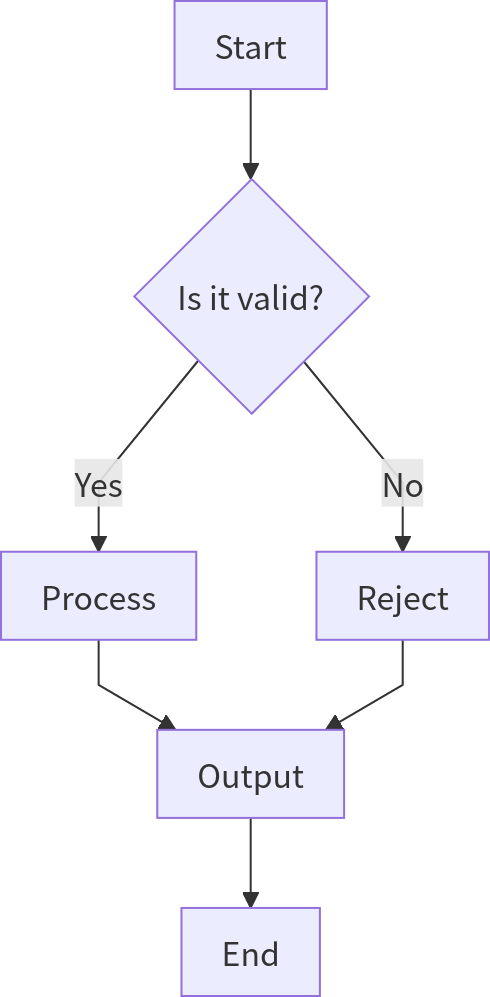 Start
Is it valid?
Yes
No
Process
Reject
Output
End